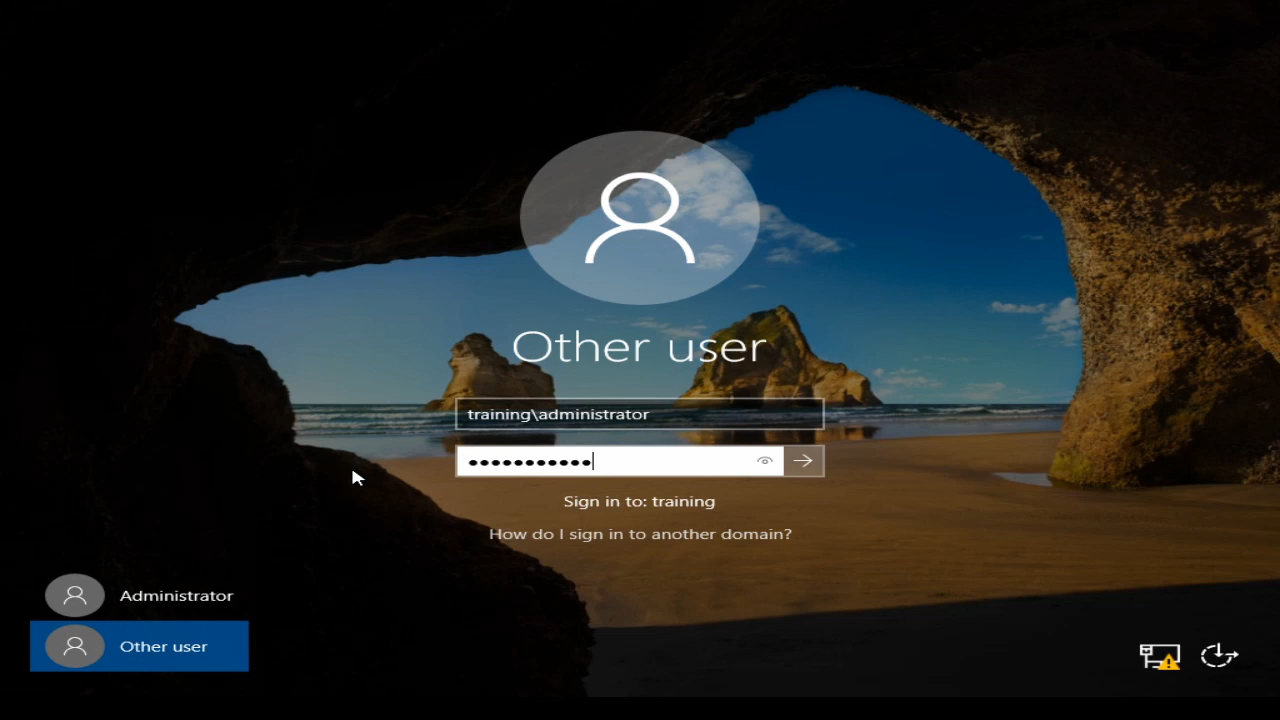 Other user
training\administrator
Sign in to: training
How do I sign in to another domain?
Administrator
Other user